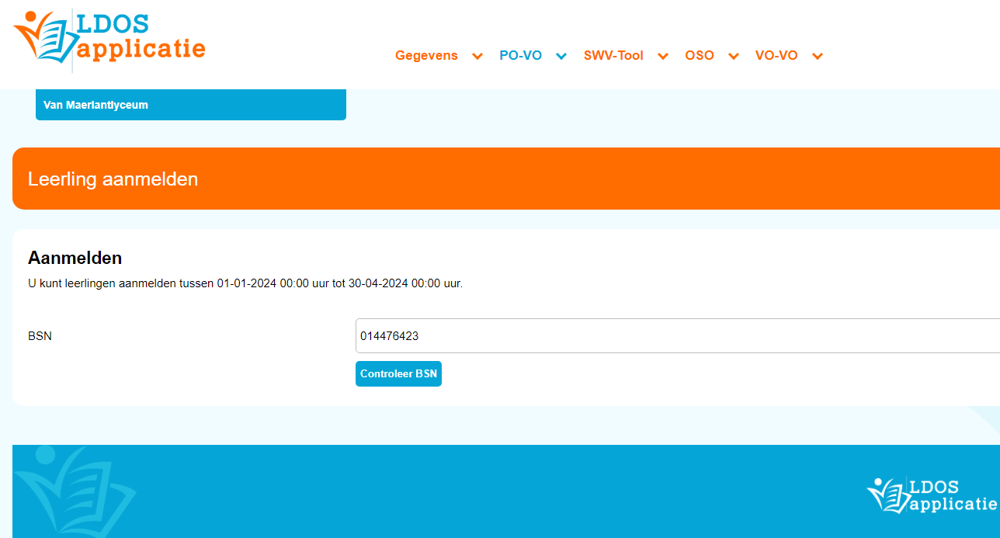 LDOS
applicatie
Gegevens PO-VO SWV-Tool OSO VO-VO
Van Maerlantlyceum
Leerling aanmelden
Aanmelden
U kunt leerlingen aanmelden tussen 01-01-2024 00:00 uur tot 30-04-2024 00:00 uur.
BSN 014476423
Controleer BSN
LDOS
applicatie